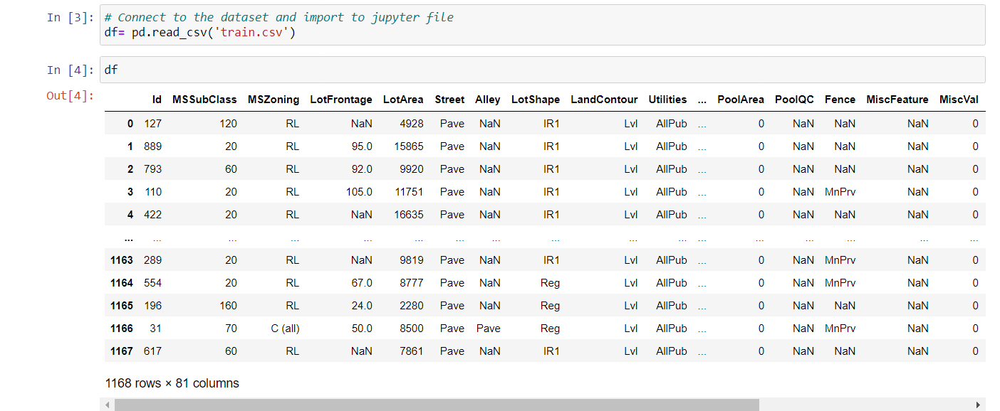 In [3]: # Connect to the dataset and import to jupyter file
df= pd.read_csv('train.csv')
In [4]: df
Out[4]:
Id MSSubClass MSZoning LotFrontage LotArea Street Alley LotShape LandContour Utilities ... PoolArea PoolQC Fence MiscFeature MiscVal
0 127 120 RL NaN 4928 Pave NaN IR1 Lvl AllPub ... 0 NaN NaN NaN 0
1 889 20 RL 95.0 15865 Pave NaN IR1 Lvl AllPub ... 0 NaN NaN NaN 0
2 793 60 RL 92.0 9920 Pave NaN IR1 Lvl AllPub ... 0 NaN NaN NaN 0
3 110 20 RL 105.0 11751 Pave NaN IR1 Lvl AllPub ... 0 NaN MnPrv NaN 0
4 422 20 RL NaN 16635 Pave NaN IR1 Lvl AllPub ... 0 NaN NaN NaN 0
... ... ... ... ... ... ... ... ... ... ... ... ... ... ... ... ...
1163 289 20 RL NaN 9819 Pave NaN IR1 Lvl AllPub ... 0 NaN MnPrv NaN 0
1164 554 20 RL 67.0 8777 Pave NaN Reg Lvl AllPub ... 0 NaN MnPrv NaN 0
1165 196 160 RL 24.0 2280 Pave NaN Reg Lvl AllPub ... 0 NaN NaN NaN 0
1166 31 70 C (all) 50.0 8500 Pave Pave Reg Lvl AllPub ... 0 NaN MnPrv NaN 0
1167 617 60 RL NaN 7861 Pave NaN IR1 Lvl AllPub ... 0 NaN NaN NaN 0
1168 rows × 81 columns